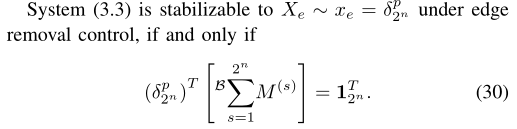 System (3.3) is stabilizable to $X_e \sim x_e = \delta_{2^n}^p$ under edge
removal control, if and only if
$$(\delta_{2^n}^p)^T \left[ {}^{\mathcal{B}}\sum_{s=1}^{2^n} M^{(s)} \right] = \mathbf{1}_{2^n}^T. \quad (30)$$